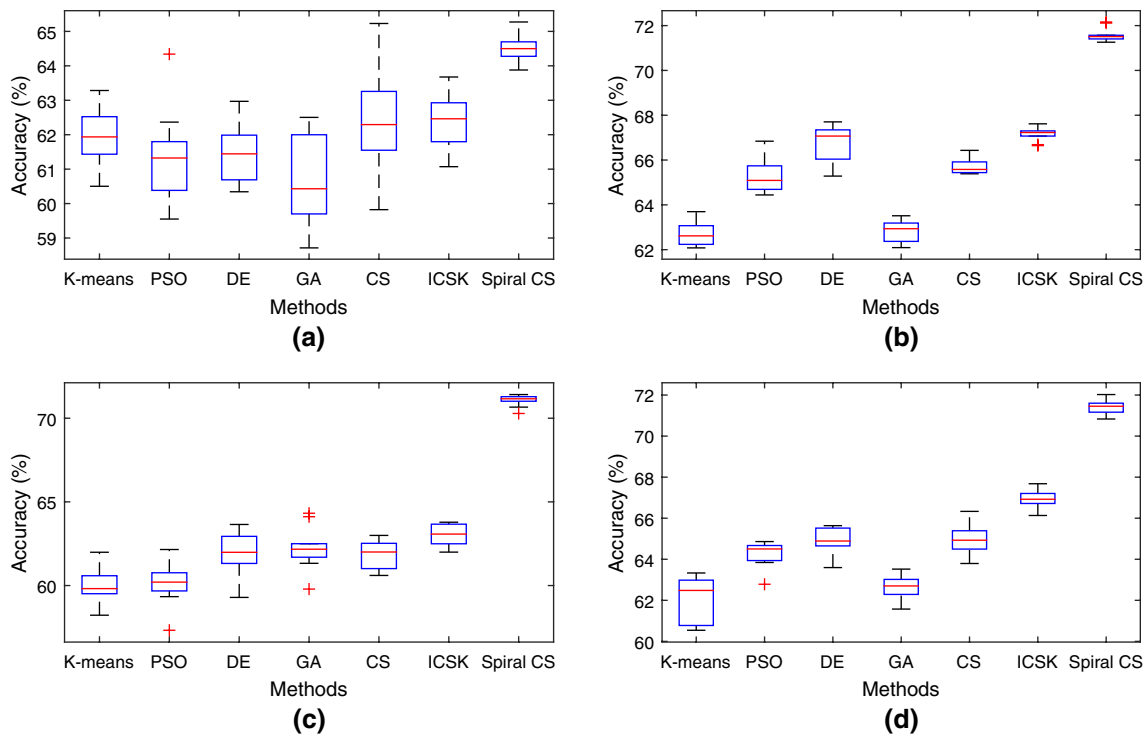 Accuracy (%)
65
64
63
62
61
60
59
K-means PSO DE GA CS ICSK Spiral CS
Methods
(a)
Accuracy (%)
72
70
68
66
64
62
K-means PSO DE GA CS ICSK Spiral CS
Methods
(b)
Accuracy (%)
70
65
60
K-means PSO DE GA CS ICSK Spiral CS
Methods
(c)
Accuracy (%)
72
70
68
66
64
62
60
K-means PSO DE GA CS ICSK Spiral CS
Methods
(d)